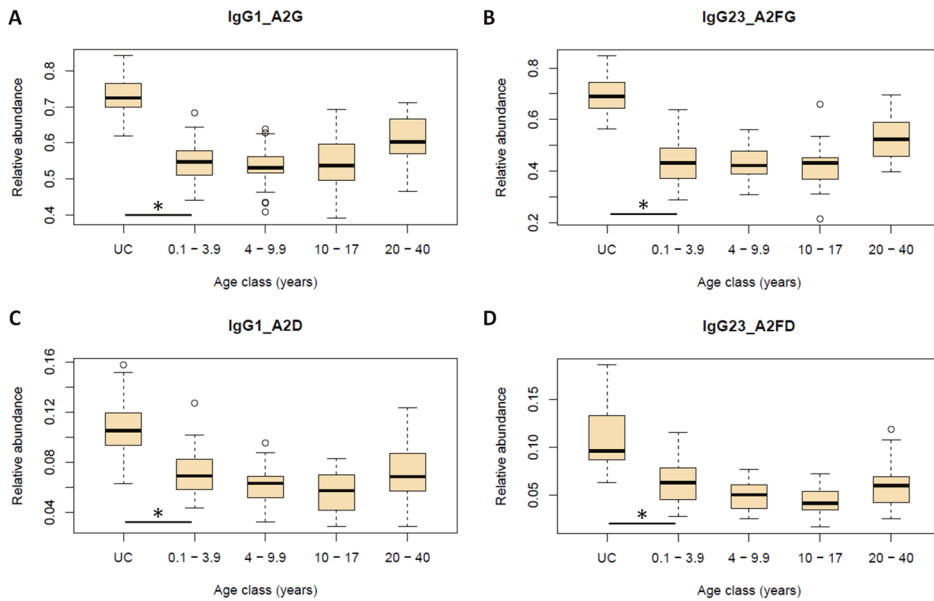 A
IgG1_A2G
Relative abundance
0.8
0.7
0.6
0.5
0.4
*
UC 0.1 − 3.9 4 − 9.9 10 − 17 20 − 40
Age class (years)
B
IgG23_A2FG
Relative abundance
0.8
0.6
0.4
0.2
*
UC 0.1 − 3.9 4 − 9.9 10 − 17 20 − 40
Age class (years)
C
IgG1_A2D
Relative abundance
0.16
0.12
0.08
0.04
*
UC 0.1 − 3.9 4 − 9.9 10 − 17 20 − 40
Age class (years)
D
IgG23_A2FD
Relative abundance
0.15
0.10
0.05
*
UC 0.1 − 3.9 4 − 9.9 10 − 17 20 − 40
Age class (years)